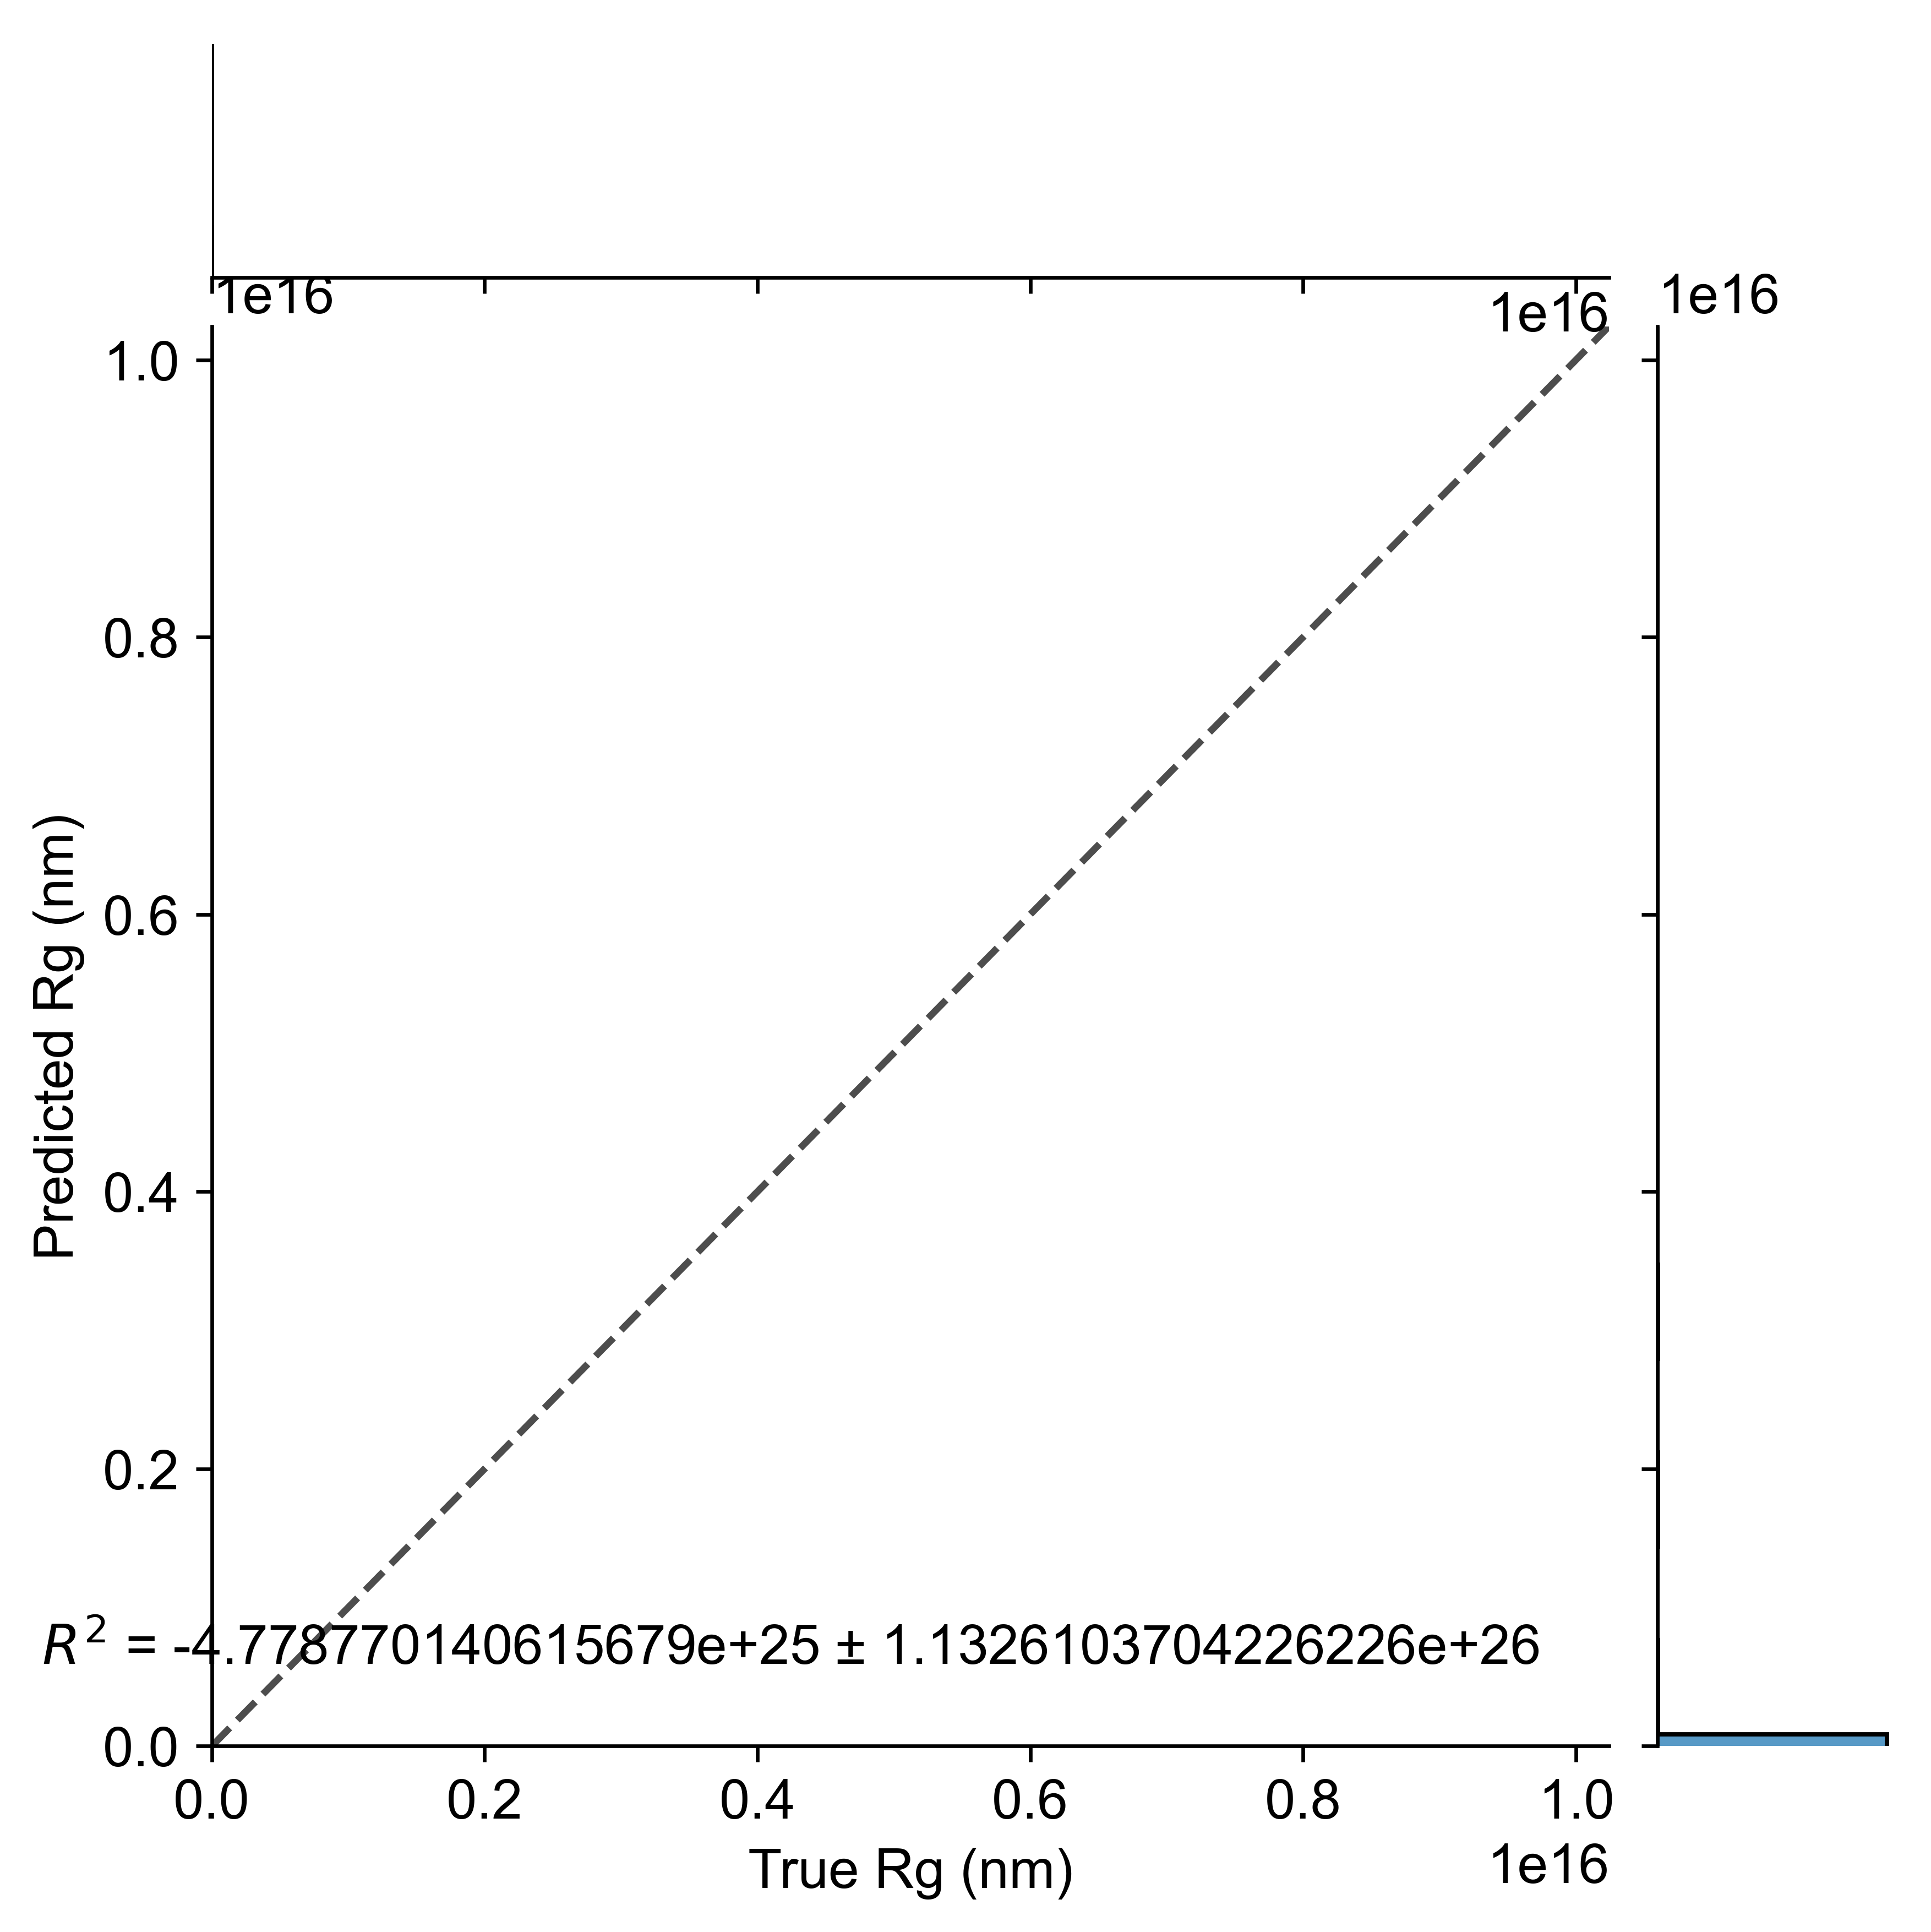 1e16
1e16
1e16
1.0
0.8
0.6
0.4
0.2
0.0
Predicted Rg (nm)
R² = -4.778770140615679e+25 ± 1.1326103704226226e+26
0.0 0.2 0.4 0.6 0.8 1.0
True Rg (nm)
1e16